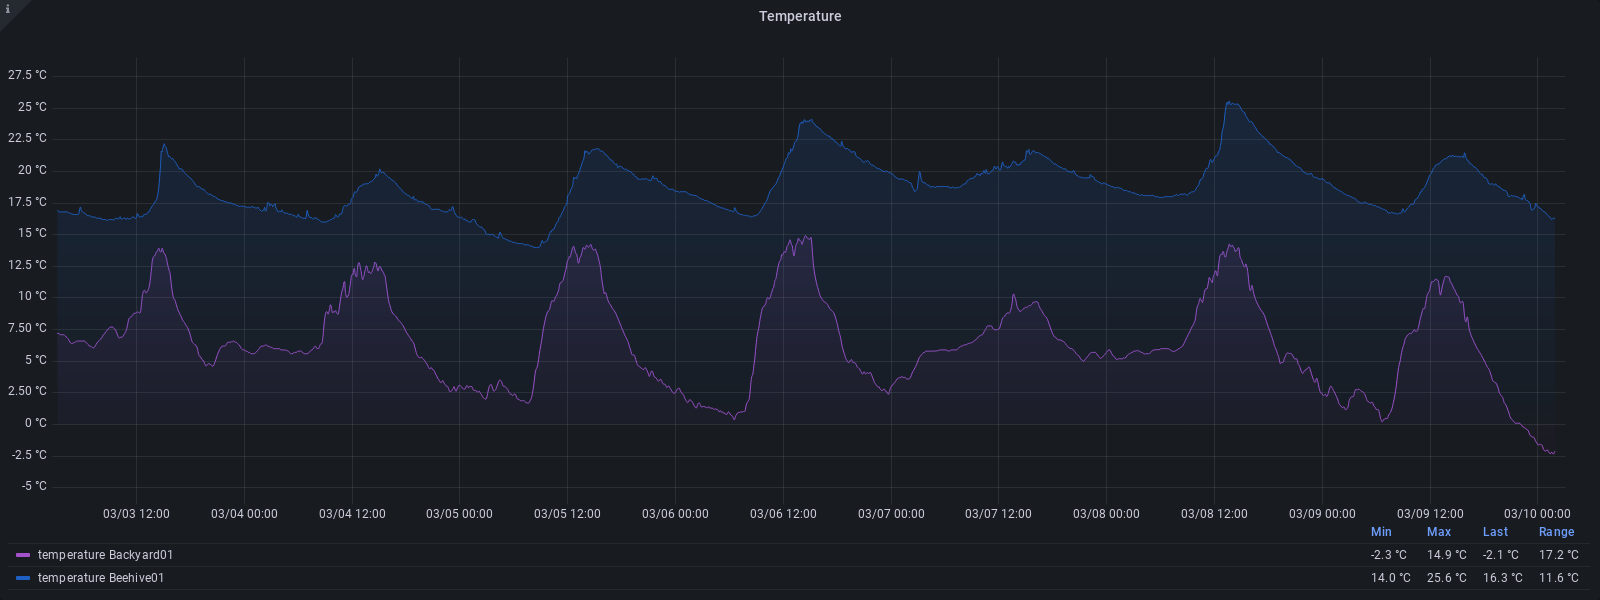 i
Temperature
27.5 °C
25 °C
22.5 °C
20 °C
17.5 °C
15 °C
12.5 °C
10 °C
7.50 °C
5 °C
2.50 °C
0 °C
-2.5 °C
-5 °C
03/03 12:00 03/04 00:00 03/04 12:00 03/05 00:00 03/05 12:00 03/06 00:00 03/06 12:00 03/07 00:00 03/07 12:00 03/08 00:00 03/08 12:00 03/09 00:00 03/09 12:00 03/10 00:00
Min Max Last Range
temperature Backyard01 -2.3 °C 14.9 °C -2.1 °C 17.2 °C
temperature Beehive01 14.0 °C 25.6 °C 16.3 °C 11.6 °C